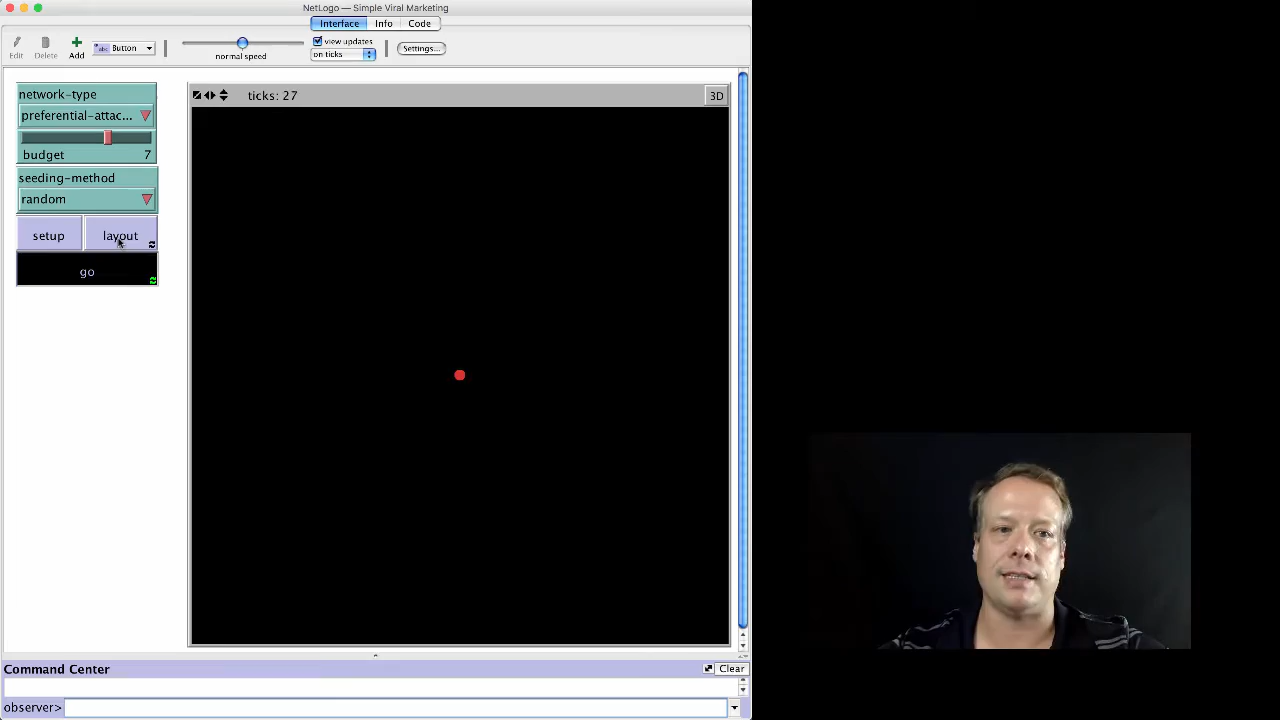 NetLogo — Simple Viral Marketing
Interface Info Code
Edit Delete Add Button normal speed view updates on ticks Settings...
network-type
preferential-attac...
budget 7
seeding-method
random
setup layout
go
ticks: 27 3D
Command Center Clear
observer>